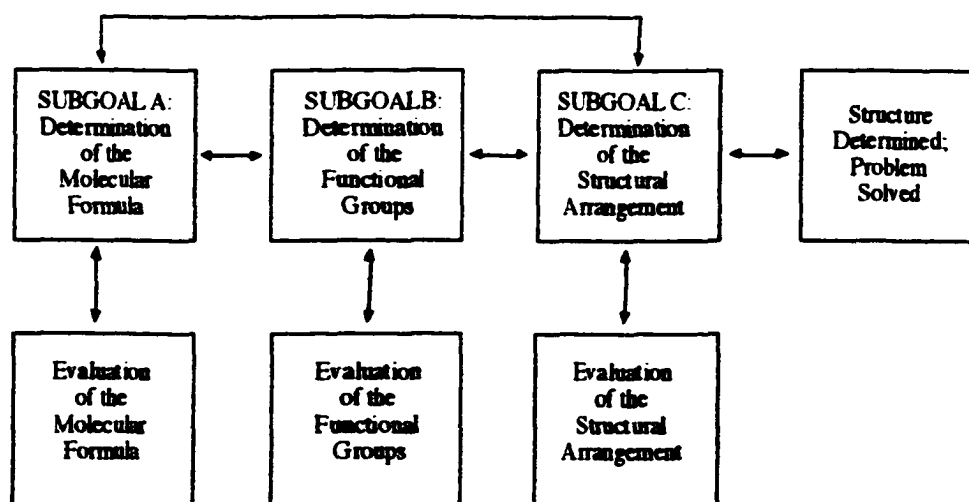 SUBGOAL A:
Determination
of the
Molecular
Formula
SUBGOALB:
Determination
of the
Functional
Groups
SUBGOAL C:
Determination
of the
Structural
Arrangement
Structure
Determined;
Problem
Solved
Evaluation
of the
Molecular
Formula
Evaluation
of the
Functional
Groups
Evaluation
of the
Structural
Arrangement